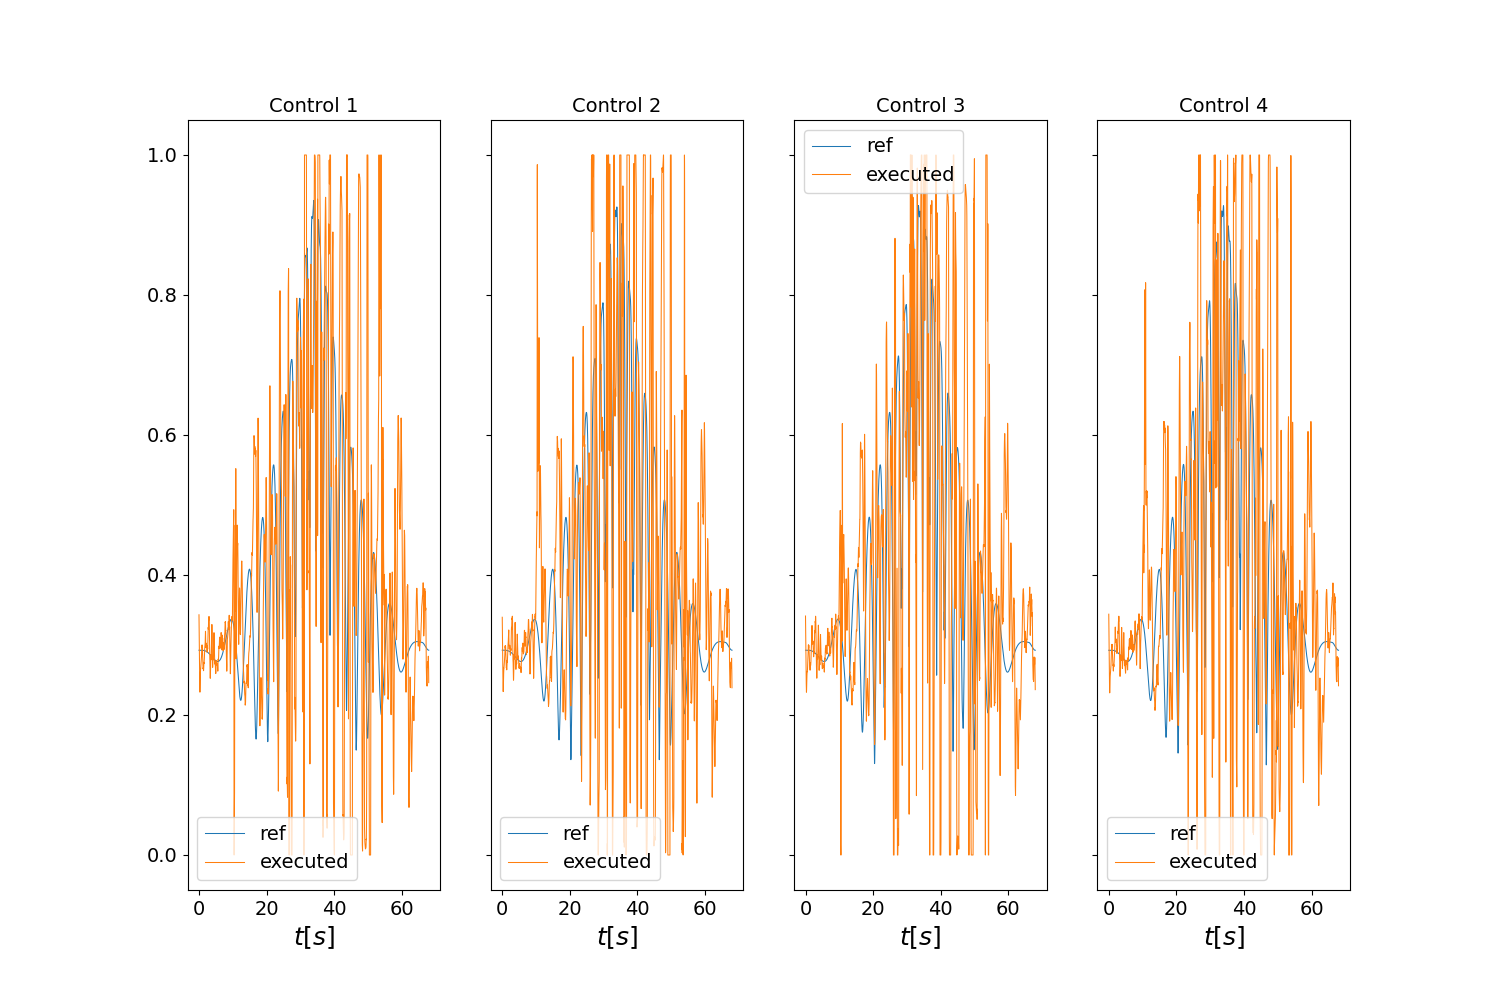 Control 1
Control 2
Control 3
Control 4
1.0
0.8
0.6
0.4
0.2
0.0
ref
executed
ref
executed
ref
executed
ref
executed
0 20 40 60
0 20 40 60
0 20 40 60
0 20 40 60
t[s]
t[s]
t[s]
t[s]